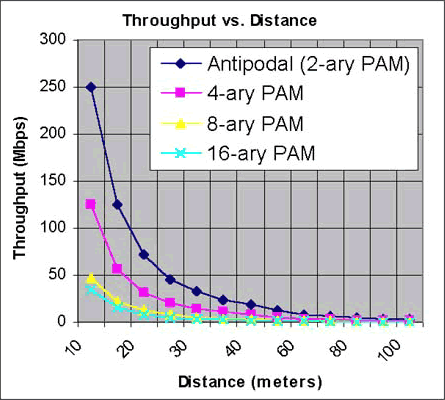 Throughput vs. Distance
Throughput (Mbps)
300
250
200
150
100
50
0
Antipodal (2-ary PAM)
4-ary PAM
8-ary PAM
16-ary PAM
10
20
30
40
50
60
70
80
90
100
Distance (meters)